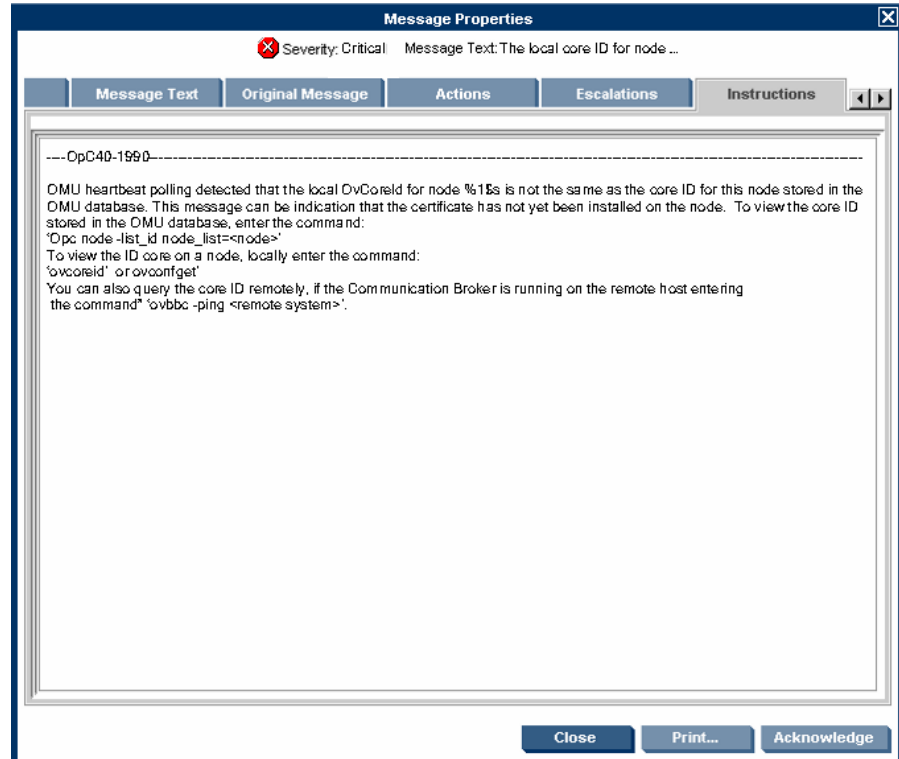 Message Properties
Severity: Critical Message Text: The local core ID for node ...
Message Text Original Message Actions Escalations Instructions
----OpC40-1990----
OMU heartbeat polling detected that the local OvCoreId for node %1$s is not the same as the core ID for this node stored in the
OMU database. This message can be indication that the certificate has not yet been installed on the node. To view the core ID
stored in the OMU database, enter the command:
'Opc node -list_id node_list=<node>'
To view the ID core on a node, locally enter the command:
'ovcoreid' or ovconfget'
You can also query the core ID remotely, if the Communication Broker is running on the remote host entering
the command" 'ovbbc -ping <remote system>'.
Close Print... Acknowledge